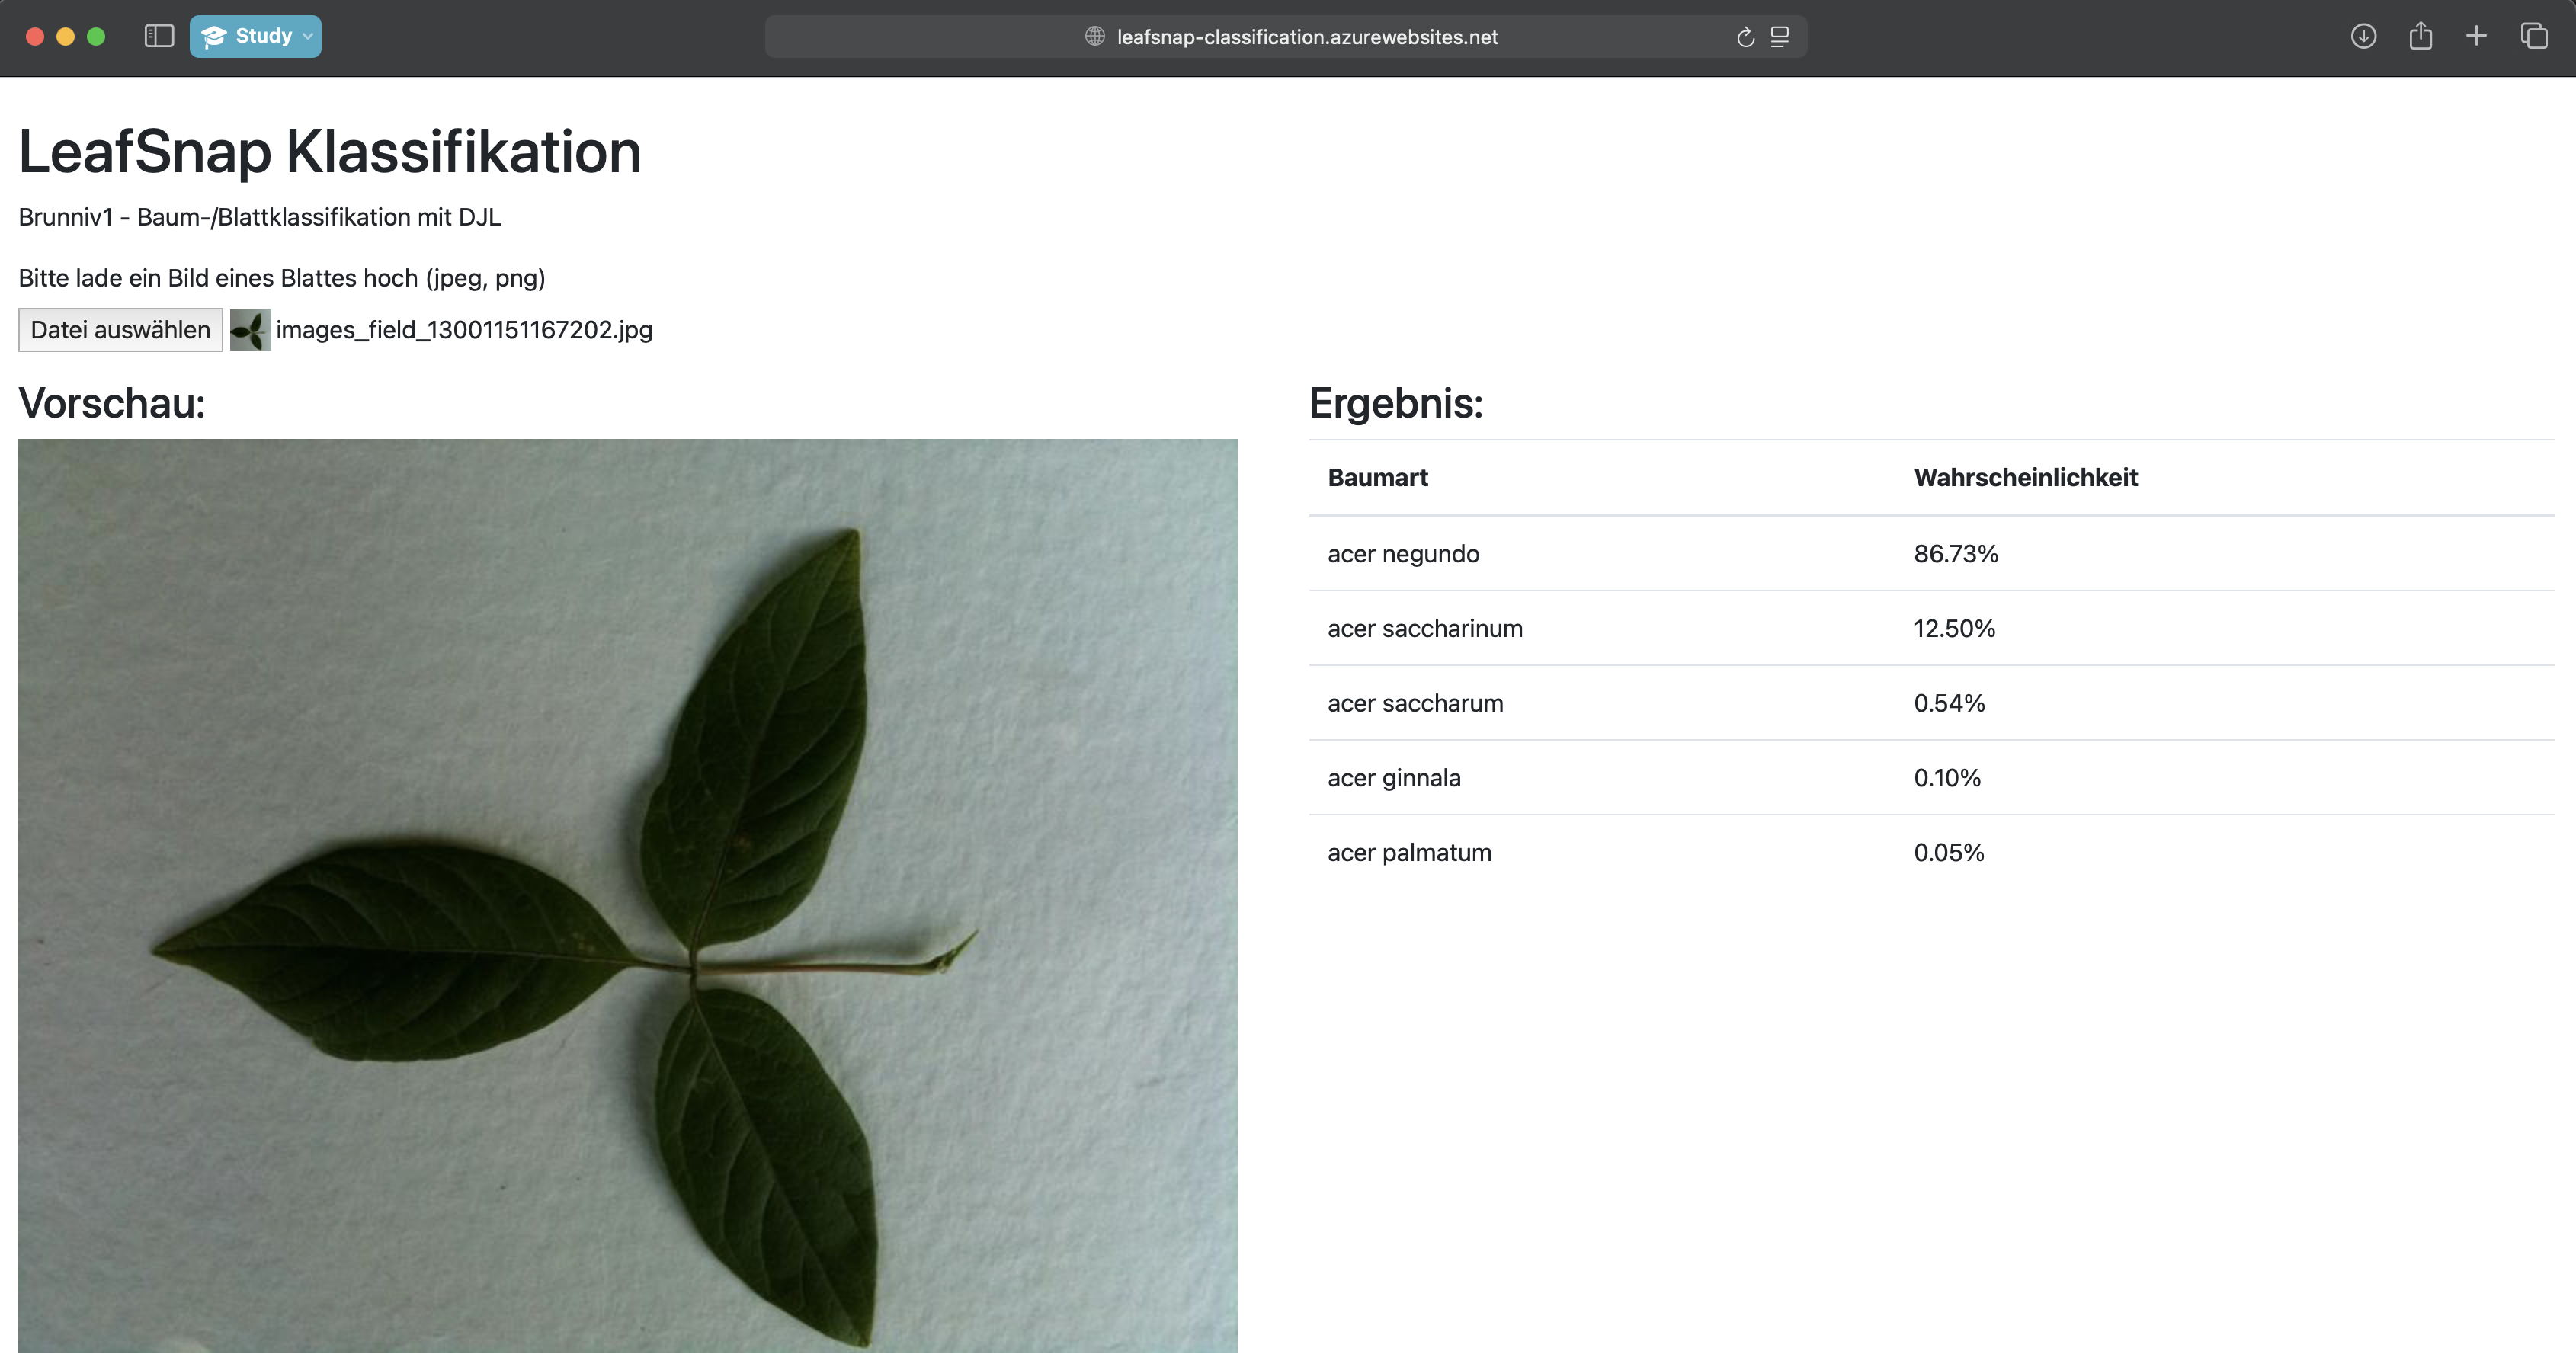 Study
leafsnap-classification.azurewebsites.net
LeafSnap Klassifikation
Brunniv1 - Baum-/Blattklassifikation mit DJL
Bitte lade ein Bild eines Blattes hoch (jpeg, png)
Datei auswählen images_field_13001151167202.jpg
Vorschau:
Ergebnis:
Baumart Wahrscheinlichkeit
acer negundo 86.73%
acer saccharinum 12.50%
acer saccharum 0.54%
acer ginnala 0.10%
acer palmatum 0.05%